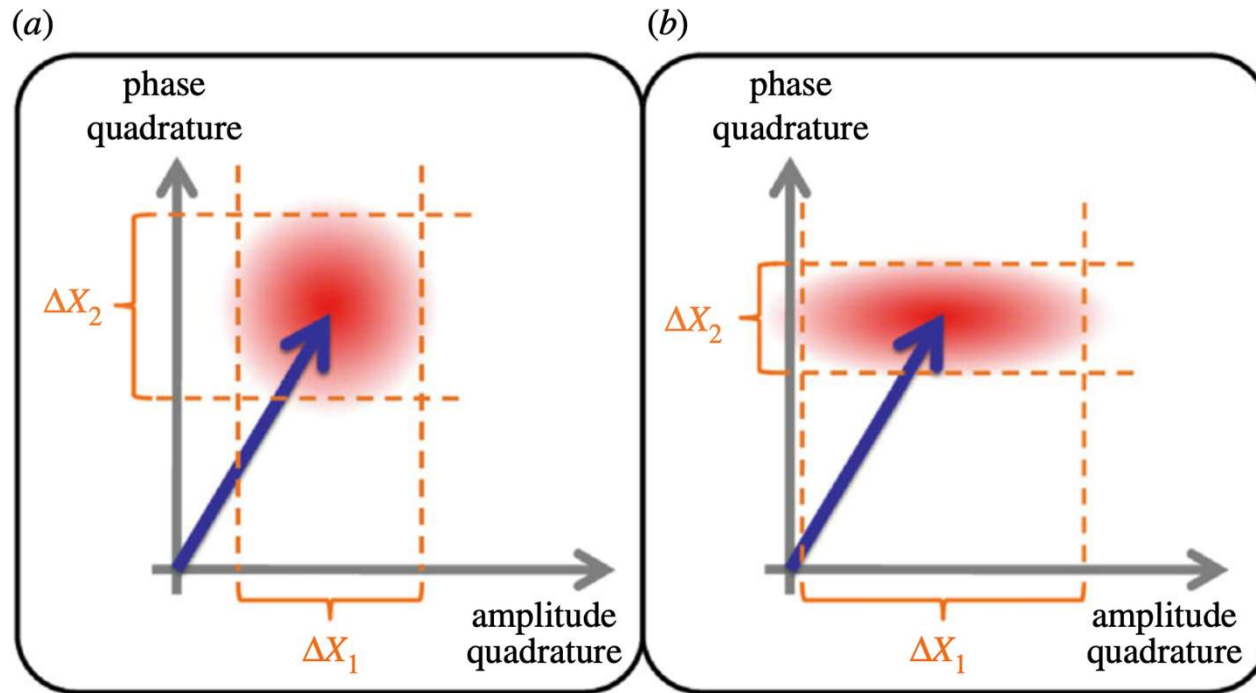 (a)
phase
quadrature
ΔX2
amplitude
quadrature
ΔX1
(b)
phase
quadrature
ΔX2
amplitude
quadrature
ΔX1